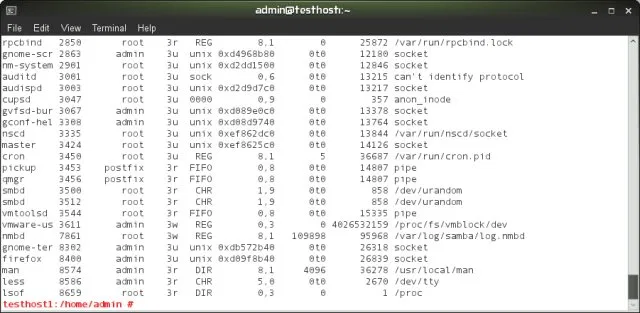 admin@testhost:~
File Edit View Terminal Help
rpcbind 2850 root 3r REG 8,1 0 25872 /var/run/rpcbind.lock
gnome-scr 2863 admin 3u unix 0xd4968b80 0t0 12180 socket
nm-system 2901 root 3u unix 0xd2dd1500 0t0 12846 socket
auditd 3001 root 3u sock 0,6 0t0 13215 can't identify protocol
audispd 3003 root 3u unix 0xd2d9d7c0 0t0 13217 socket
cupsd 3047 root 3u 0000 0,9 0 357 anon_inode
gvfsd-bur 3067 admin 3u unix 0xd089e0c0 0t0 13378 socket
gconf-hel 3308 admin 3u unix 0xd08d9740 0t0 13764 socket
nscd 3335 root 3u unix 0xef862dc0 0t0 13844 /var/run/nscd/socket
master 3424 root 3u unix 0xef8625c0 0t0 14126 socket
cron 3450 root 3u REG 8,1 5 36687 /var/run/cron.pid
pickup 3453 postfix 3r FIFO 0,8 0t0 14807 pipe
qmgr 3456 postfix 3r FIFO 0,8 0t0 14807 pipe
smbd 3500 root 3r CHR 1,9 0t0 858 /dev/urandom
smbd 3512 root 3r CHR 1,9 0t0 858 /dev/urandom
vmtoolsd 3544 root 3r FIFO 0,8 0t0 15335 pipe
vmware-us 3611 admin 3w REG 0,3 0 4026532159 /proc/fs/vmblock/dev
nmbd 7861 root 3w REG 8,1 109898 95968 /var/log/samba/log.nmbd
gnome-ter 8302 admin 3u unix 0xdb572b40 0t0 26318 socket
firefox 8400 admin 3u unix 0xd09f8b40 0t0 26839 socket
man 8574 admin 3r DIR 8,1 4096 36278 /usr/local/man
less 8586 admin 3r CHR 5,0 0t0 2670 /dev/tty
lsof 8659 root 3r DIR 0,3 0 1 /proc
testhost1:/home/admin #